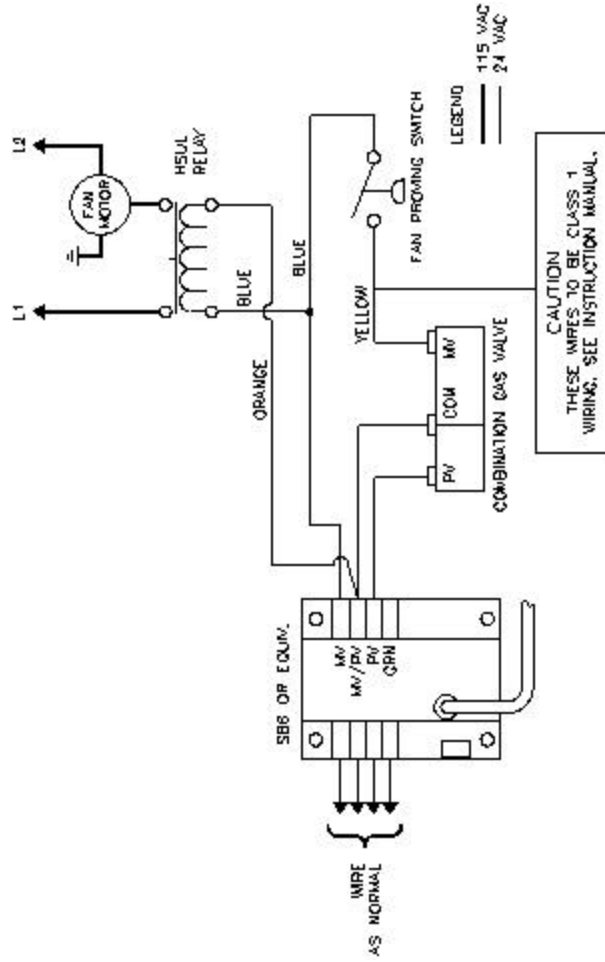 L1
L2
FAN
MOTOR
HSUL
RELAY
BLUE
ORANGE
BLUE
YELLOW
FAN PROVING SWITCH
LEGEND
115 VAC
24 VAC
SB6 OR EQUIV.
MV
MV/PV
PV
GRN
WIRE
AS NORMAL
PV
COM
MV
COMBINATION GAS VALVE
CAUTION
THESE WIRES TO BE CLASS 1
WIRING. SEE INSTRUCTION MANUAL.